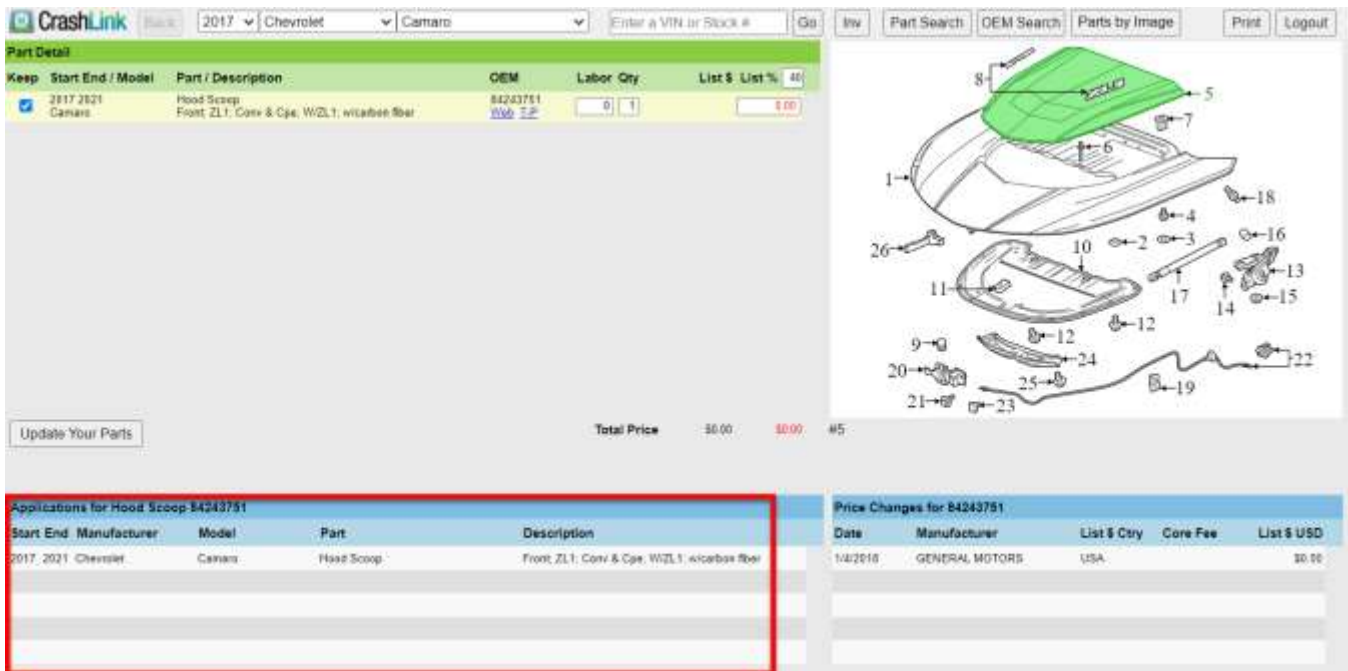 CrashLink Back 2017 Chevrolet Camaro Enter a VIN or Stock # Go Inv Part Search OEM Search Parts by Image Print Logout
Part Detail
Keep Start End / Model Part / Description OEM Labor Qty List $ List % 40
2017 2021 Hood Scoop 84243751 0 1 0.00
Camaro Front; ZL1; Conv & Cpe; W/ZL1; w/carbon fiber Web T-P
8
5
7
6
1
18
4
26
10
2
3
16
13
11
17
14
15
12
12
9
24
22
20
25
19
21
23
Update Your Parts Total Price $0.00 $0.00 #5
Applications for Hood Scoop 84243751
Start End Manufacturer Model Part Description
2017 2021 Chevrolet Camaro Hood Scoop Front; ZL1; Conv & Cpe; W/ZL1; w/carbon fiber
Price Changes for 84243751
Date Manufacturer List $ Ctry Core Fee List $ USD
GENERAL MOTORS USA $0.00